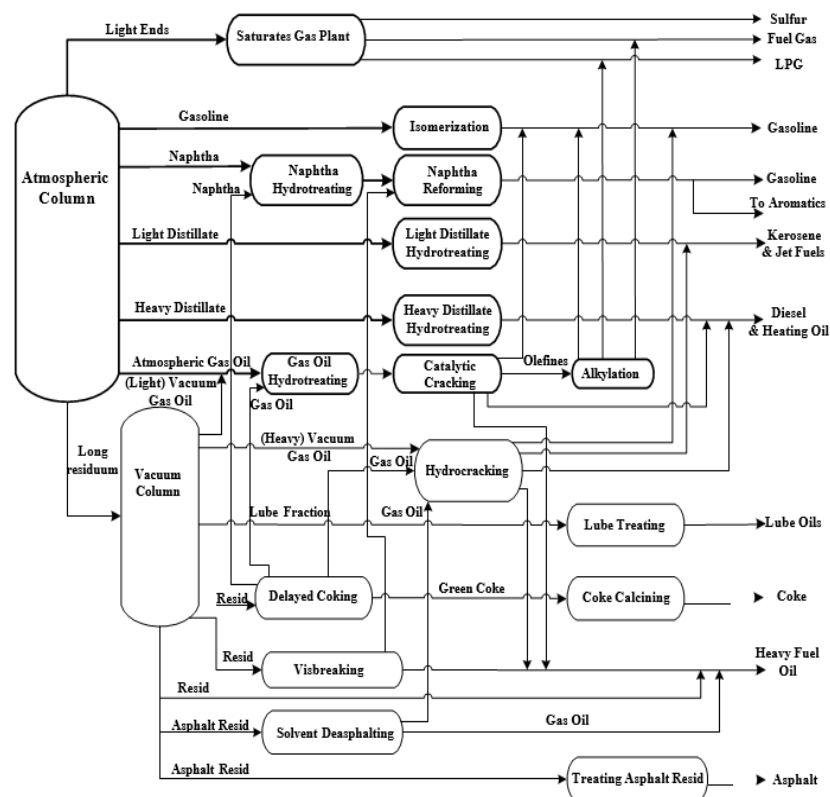 Light Ends
Saturates Gas Plant
Sulfur
Fuel Gas
LPG
Gasoline
Isomerization
Gasoline
Atmospheric
Column
Naphtha
Naphtha
Naphtha
Hydrotreating
Naphtha
Reforming
Gasoline
To Aromatics
Light Distillate
Light Distillate
Hydrotreating
Kerosene
& Jet Fuels
Heavy Distillate
Heavy Distillate
Hydrotreating
Diesel
& Heating Oil
Atmospheric Gas Oil
(Light) Vacuum
Gas Oil
Gas Oil
Hydrotreating
Gas Oil
Catalytic
Cracking
Olefines
Alkylation
Long
residuum
Vacuum
Column
(Heavy) Vacuum
Gas Oil
Gas Oil
Hydrocracking
Gas Oil
Lube Fraction
Lube Treating
Lube Oils
Resid
Delayed Coking
Green Coke
Coke Calcining
Coke
Resid
Visbreaking
Heavy Fuel
Oil
Resid
Asphalt Resid
Solvent Deasphalting
Gas Oil
Asphalt Resid
Treating Asphalt Resid
Asphalt